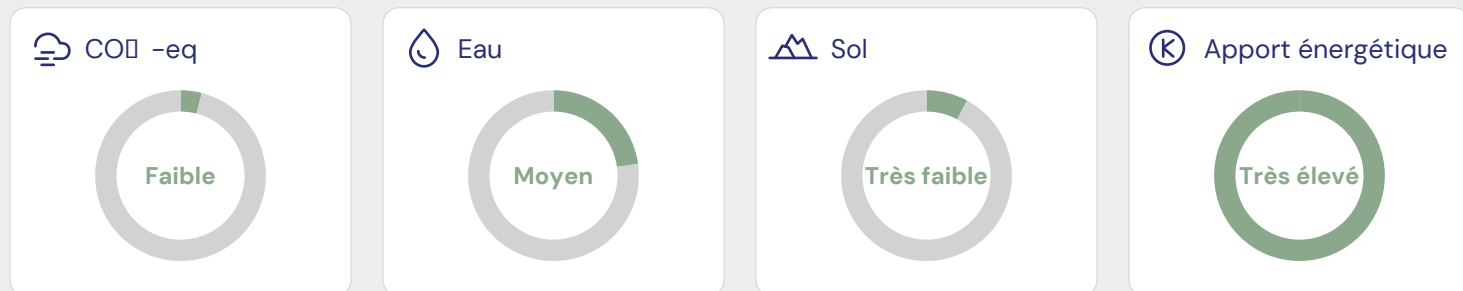 CO▯ -eq
Eau
Sol
Apport énergétique
Faible
Moyen
Très faible
Très élevé